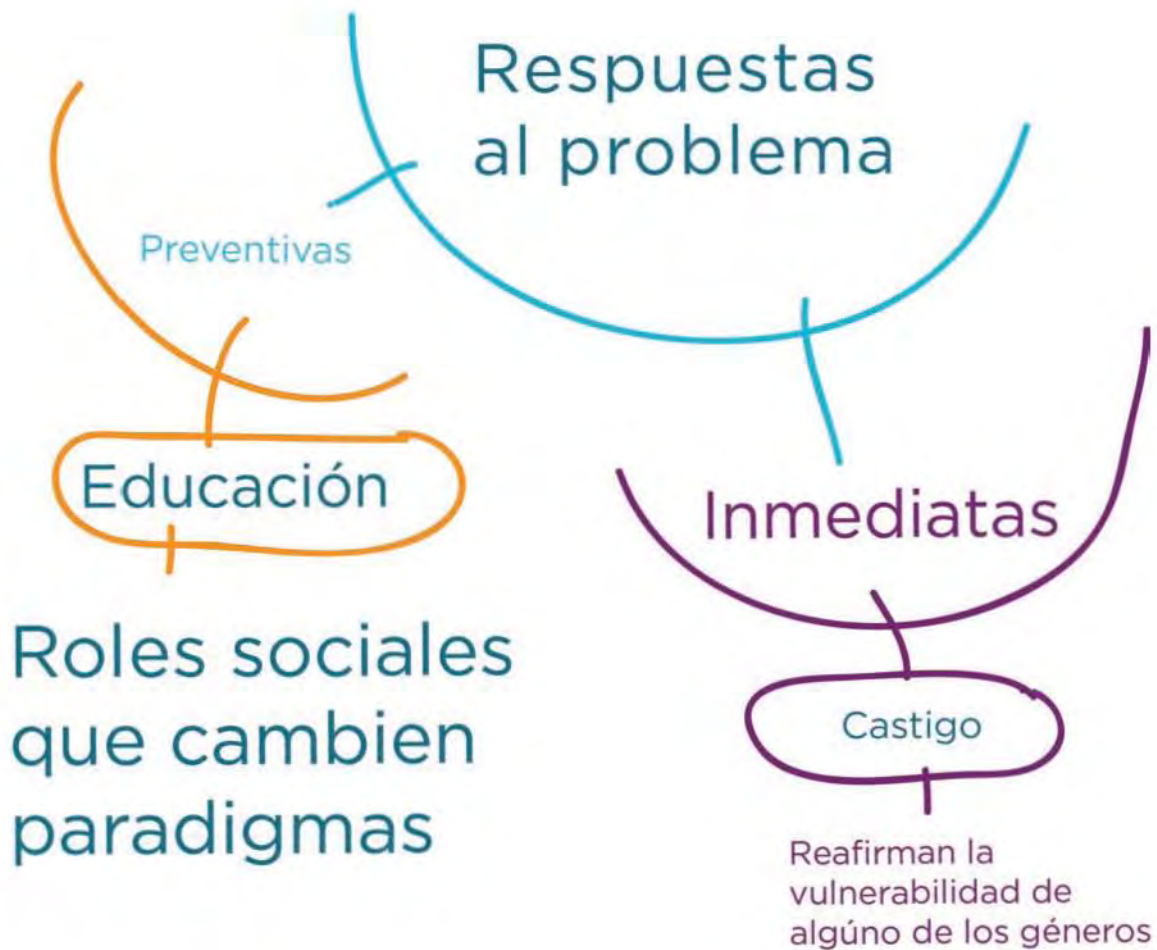 Respuestas
al problema
Preventivas
Educación
Roles sociales
que cambien
paradigmas
Inmediatas
Castigo
Reafirman la
vulnerabilidad de
algúno de los géneros